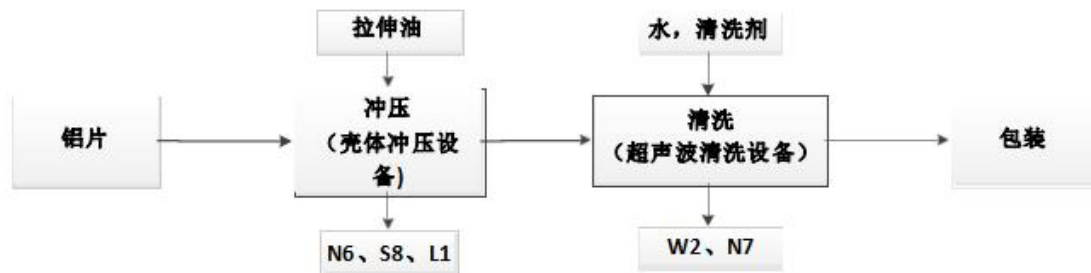 拉伸油
水，清洗剂
铝片
冲压
（壳体冲压设
备)
清洗
（超声波清洗设备）
包装
N6、S8、L1
W2、N7